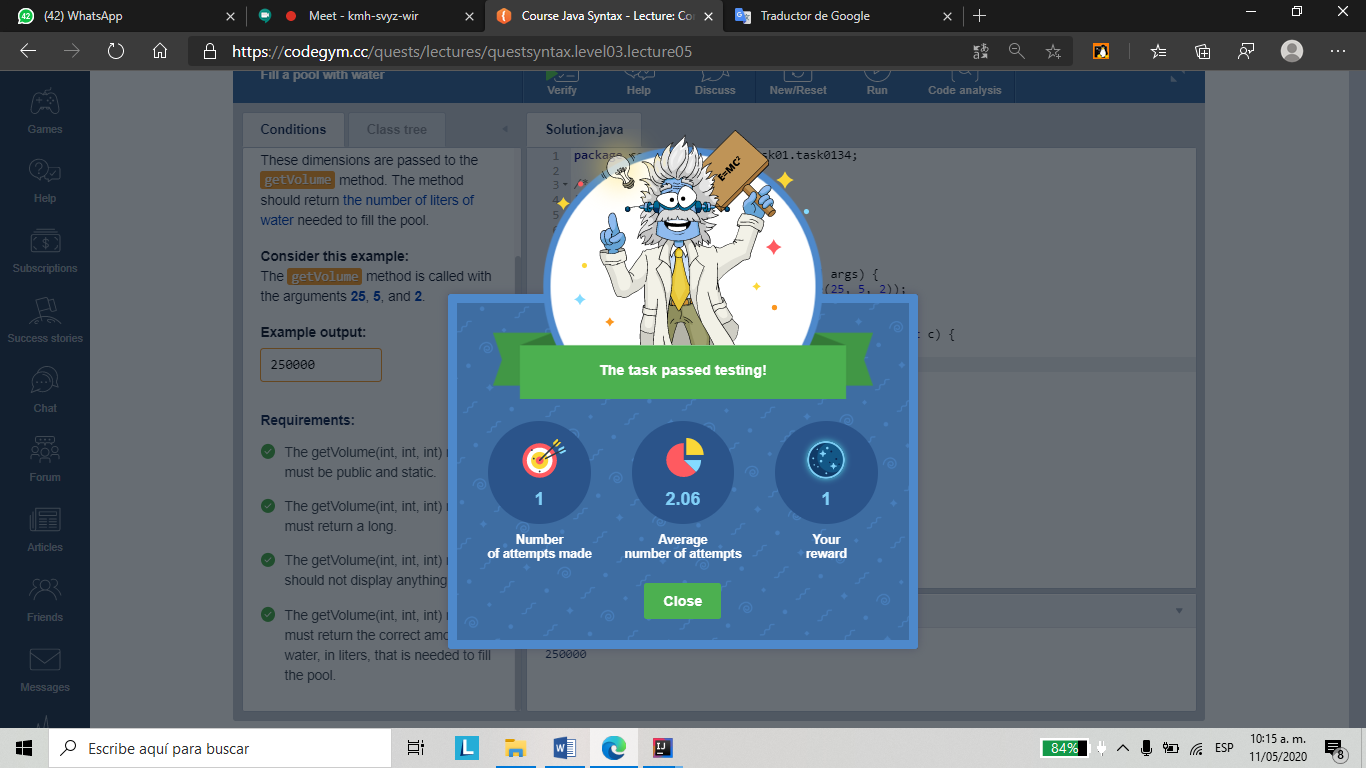 (42) WhatsApp
Meet - kmh-svyz-wir
Course Java Syntax - Lecture: Co
Traductor de Google
https://codegym.cc/quests/lectures/questsyntax.level03.lecture05
Fill a pool with water
Verify
Help
Discuss
New/Reset
Run
Code analysis
Games
Help
Subscriptions
Success stories
Chat
Forum
Articles
Friends
Messages
Conditions
Class tree
These dimensions are passed to the
getVolume method. The method
should return the number of liters of
water needed to fill the pool.
Consider this example:
The getVolume method is called with
the arguments 25, 5, and 2.
Example output:
250000
Requirements:
The getVolume(int, int, int)
must be public and static.
The getVolume(int, int, int)
must return a long.
The getVolume(int, int, int)
should not display anything
The getVolume(int, int, int)
must return the correct amo
water, in liters, that is needed to fill
the pool.
Solution.java
1 package task01.task0134;
2
3
4
5
args) {
(25, 5, 2));
c) {
E=MC²
The task passed testing!
1
Number
of attempts made
2.06
Average
number of attempts
1
Your
reward
Close
250000
Escribe aquí para buscar
84%
ESP
10:15 a. m.
11/05/2020
8